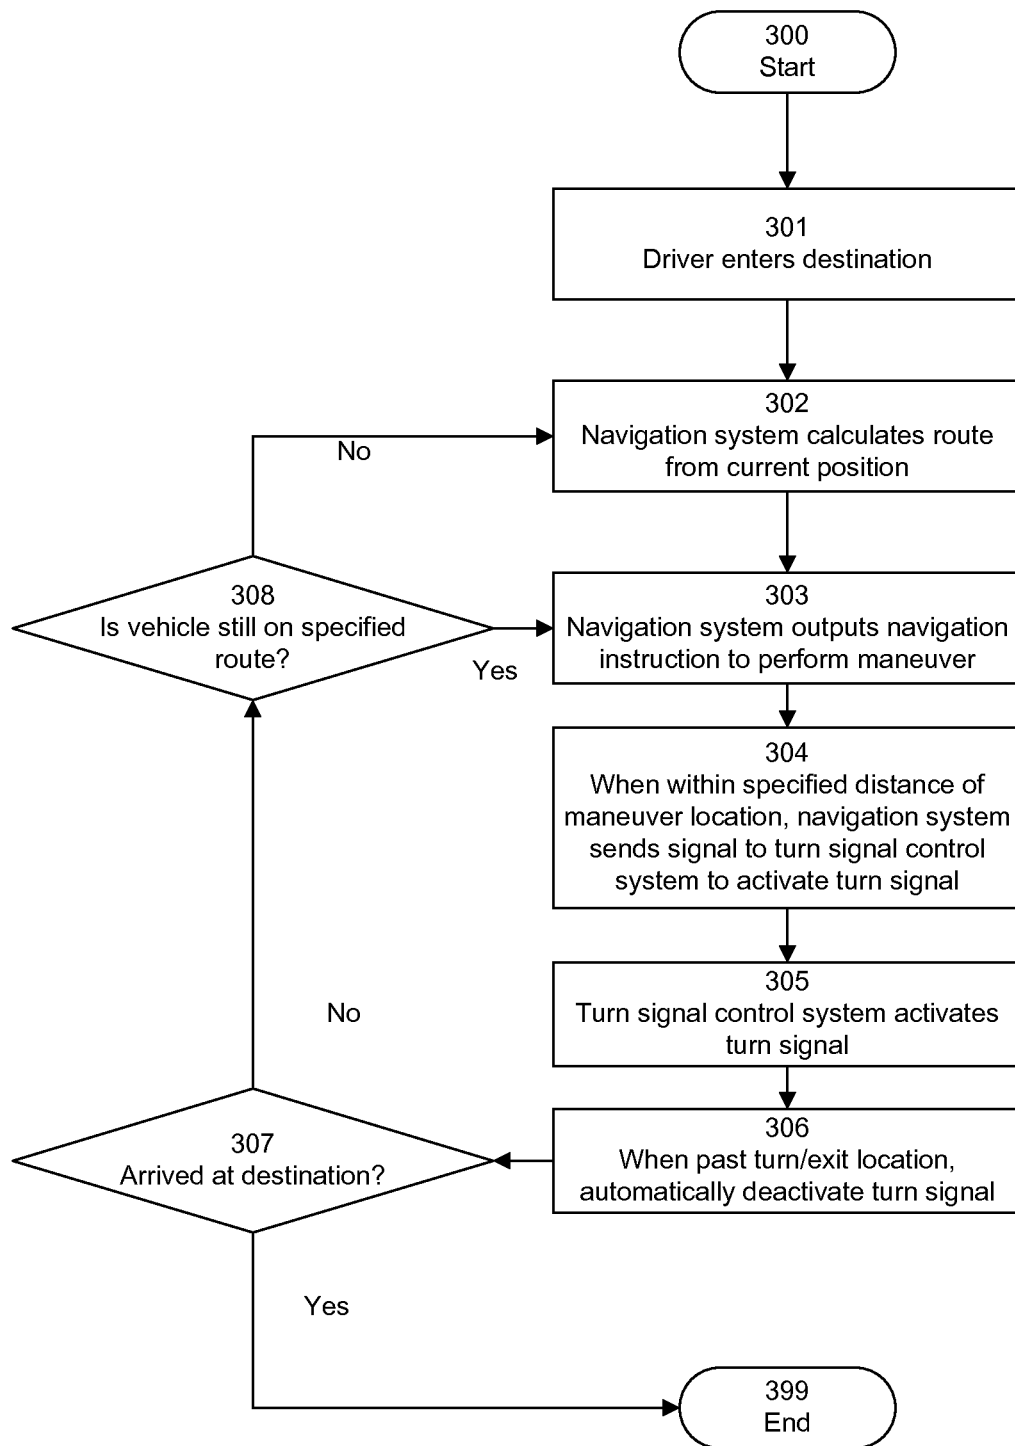 300
Start
301
Driver enters destination
302
Navigation system calculates route
from current position
No
303
Navigation system outputs navigation
instruction to perform maneuver
308
Is vehicle still on specified
route?
Yes
304
When within specified distance of
maneuver location, navigation system
sends signal to turn signal control
system to activate turn signal
305
Turn signal control system activates
turn signal
No
306
When past turn/exit location,
automatically deactivate turn signal
307
Arrived at destination?
Yes
399
End